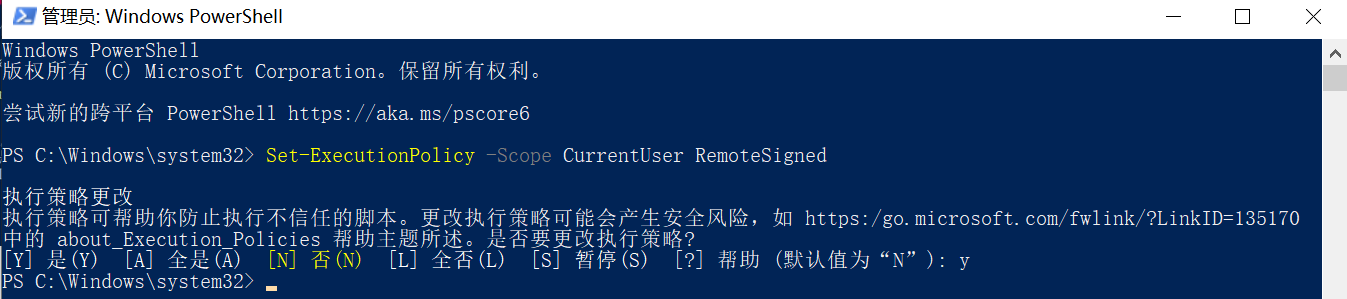 管理员: Windows PowerShell
Windows PowerShell
版权所有 (C) Microsoft Corporation。保留所有权利。
尝试新的跨平台 PowerShell https://aka.ms/pscore6
PS C:\Windows\system32> Set-ExecutionPolicy -Scope CurrentUser RemoteSigned
执行策略更改
执行策略可帮助你防止执行不信任的脚本。更改执行策略可能会产生安全风险，如 https:/go.microsoft.com/fwlink/?LinkID=135170
中的 about_Execution_Policies 帮助主题所述。是否要更改执行策略?
[Y] 是(Y)  [A] 全是(A)  [N] 否(N)  [L] 全否(L)  [S] 暂停(S)  [?] 帮助 (默认值为“N”): y
PS C:\Windows\system32>